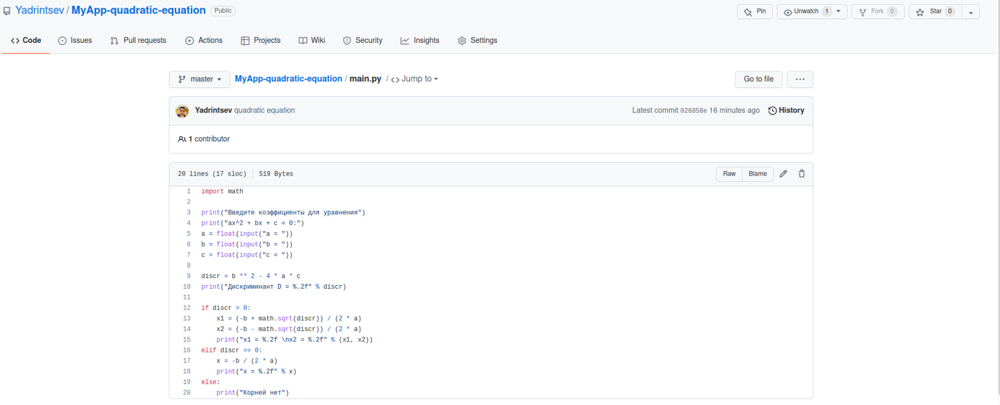 Yadrintsev / MyApp-quadratic-equation Public Pin Unwatch 1 Fork 0 Star 0
Code Issues Pull requests Actions Projects Wiki Security Insights Settings
master MyApp-quadratic-equation / main.py / <> Jump to Go to file ...
Yadrintsev quadratic equation Latest commit 026858e 16 minutes ago History
1 contributor
20 lines (17 sloc) 519 Bytes Raw Blame
1 import math
2
3 print("Введите коэффициенты для уравнения")
4 print("ax^2 + bx + c = 0:")
5 a = float(input("a = "))
6 b = float(input("b = "))
7 c = float(input("c = "))
8
9 discr = b ** 2 - 4 * a * c
10 print("Дискриминант D = %.2f" % discr)
11
12 if discr > 0:
13     x1 = (-b + math.sqrt(discr)) / (2 * a)
14     x2 = (-b - math.sqrt(discr)) / (2 * a)
15     print("x1 = %.2f \nx2 = %.2f" % (x1, x2))
16 elif discr == 0:
17     x = -b / (2 * a)
18     print("x = %.2f" % x)
19 else:
20     print("Корней нет")